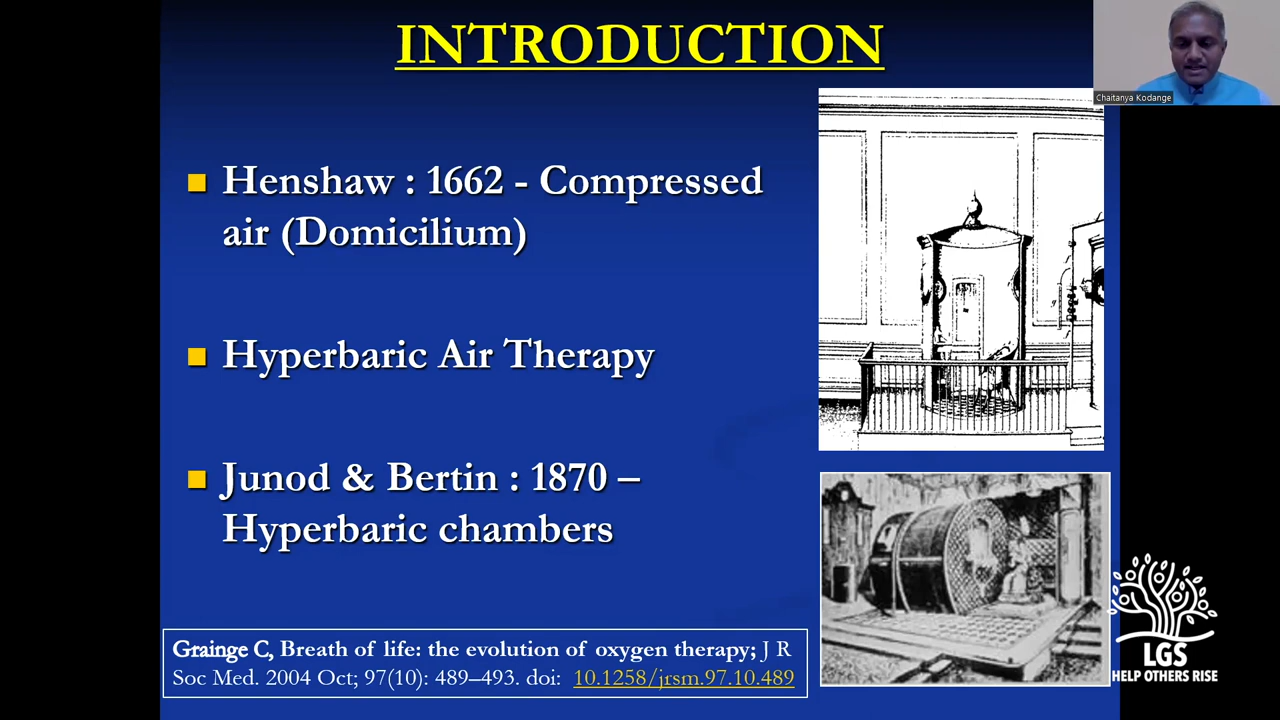 INTRODUCTION
Chaitanya Kodange
Henshaw : 1662 - Compressed
air (Domicilium)
Hyperbaric Air Therapy
Junod & Bertin : 1870 –
Hyperbaric chambers
Grainge C, Breath of life: the evolution of oxygen therapy; J R
Soc Med. 2004 Oct; 97(10): 489–493. doi: 10.1258/jrsm.97.10.489
LGS
HELP OTHERS RISE